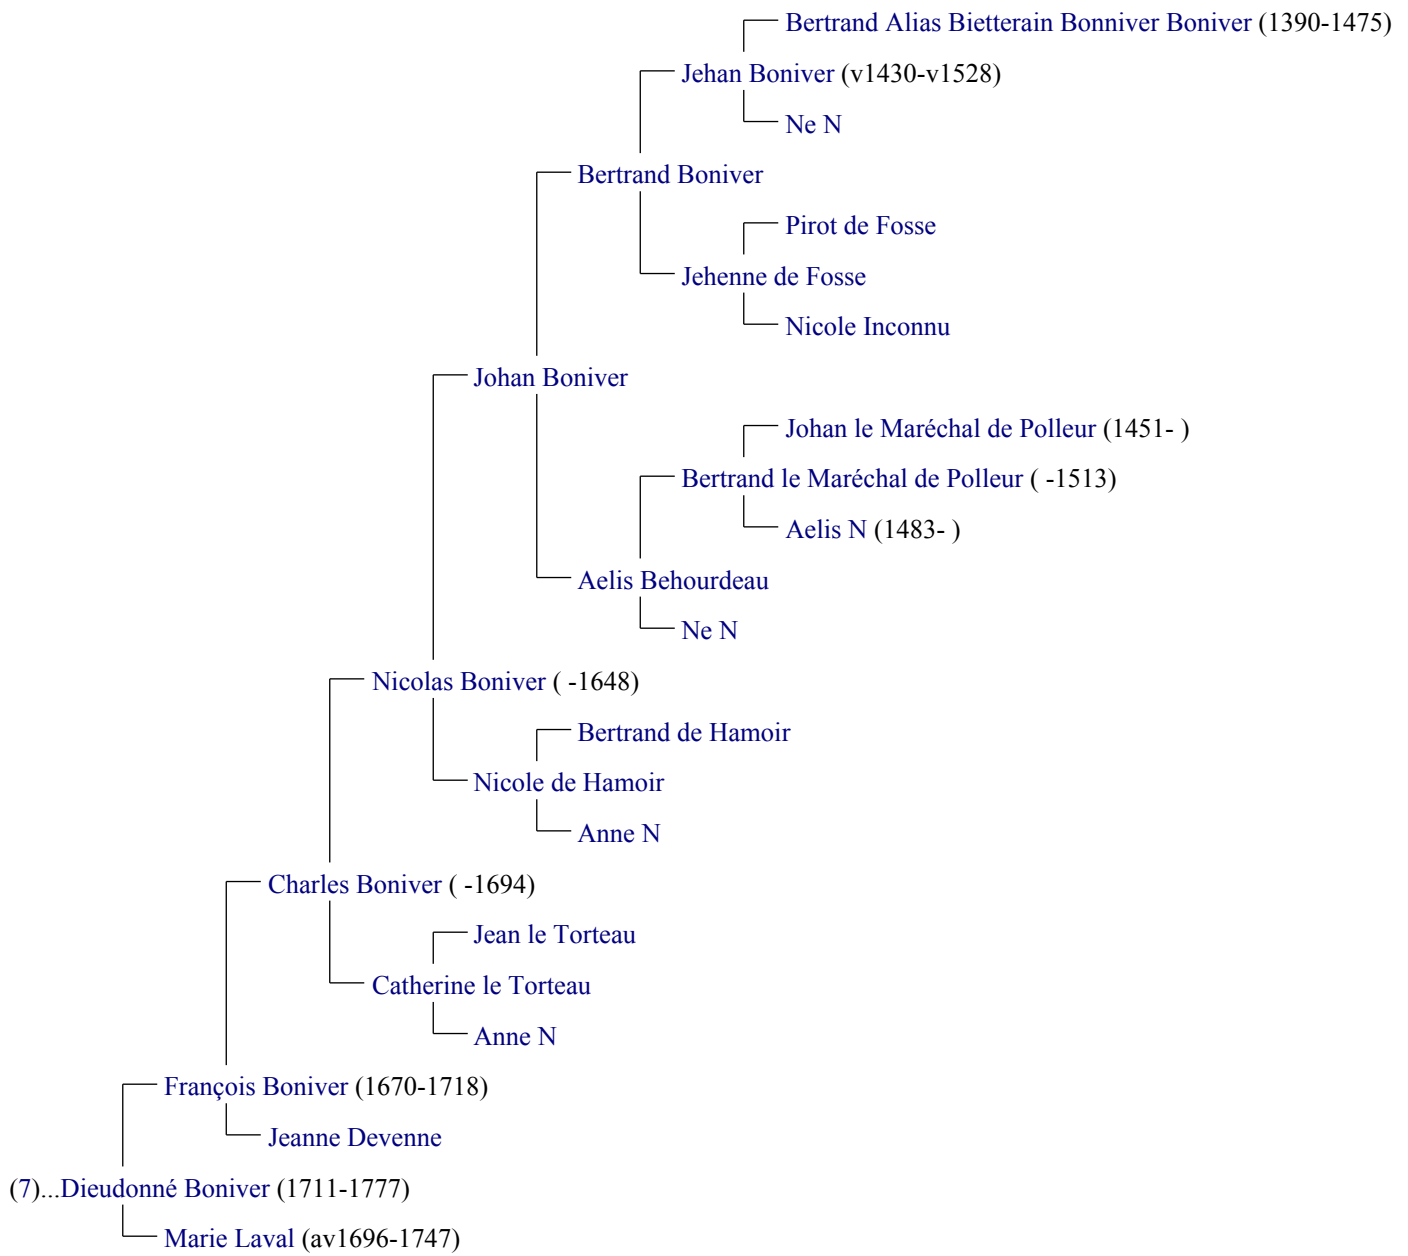 Bertrand Alias Bietterain Bonniver Boniver (1390-1475)
Jehan Boniver (v1430-v1528)
Ne N
Bertrand Boniver
Pirot de Fosse
Jehenne de Fosse
Nicole Inconnu
Johan Boniver
Johan le Maréchal de Polleur (1451- )
Bertrand le Maréchal de Polleur ( -1513)
Aelis N (1483- )
Aelis Behourdeau
Ne N
Nicolas Boniver ( -1648)
Bertrand de Hamoir
Nicole de Hamoir
Anne N
Charles Boniver ( -1694)
Jean le Torteau
Catherine le Torteau
Anne N
François Boniver (1670-1718)
Jeanne Devenne
(7)...Dieudonné Boniver (1711-1777)
Marie Laval (av1696-1747)